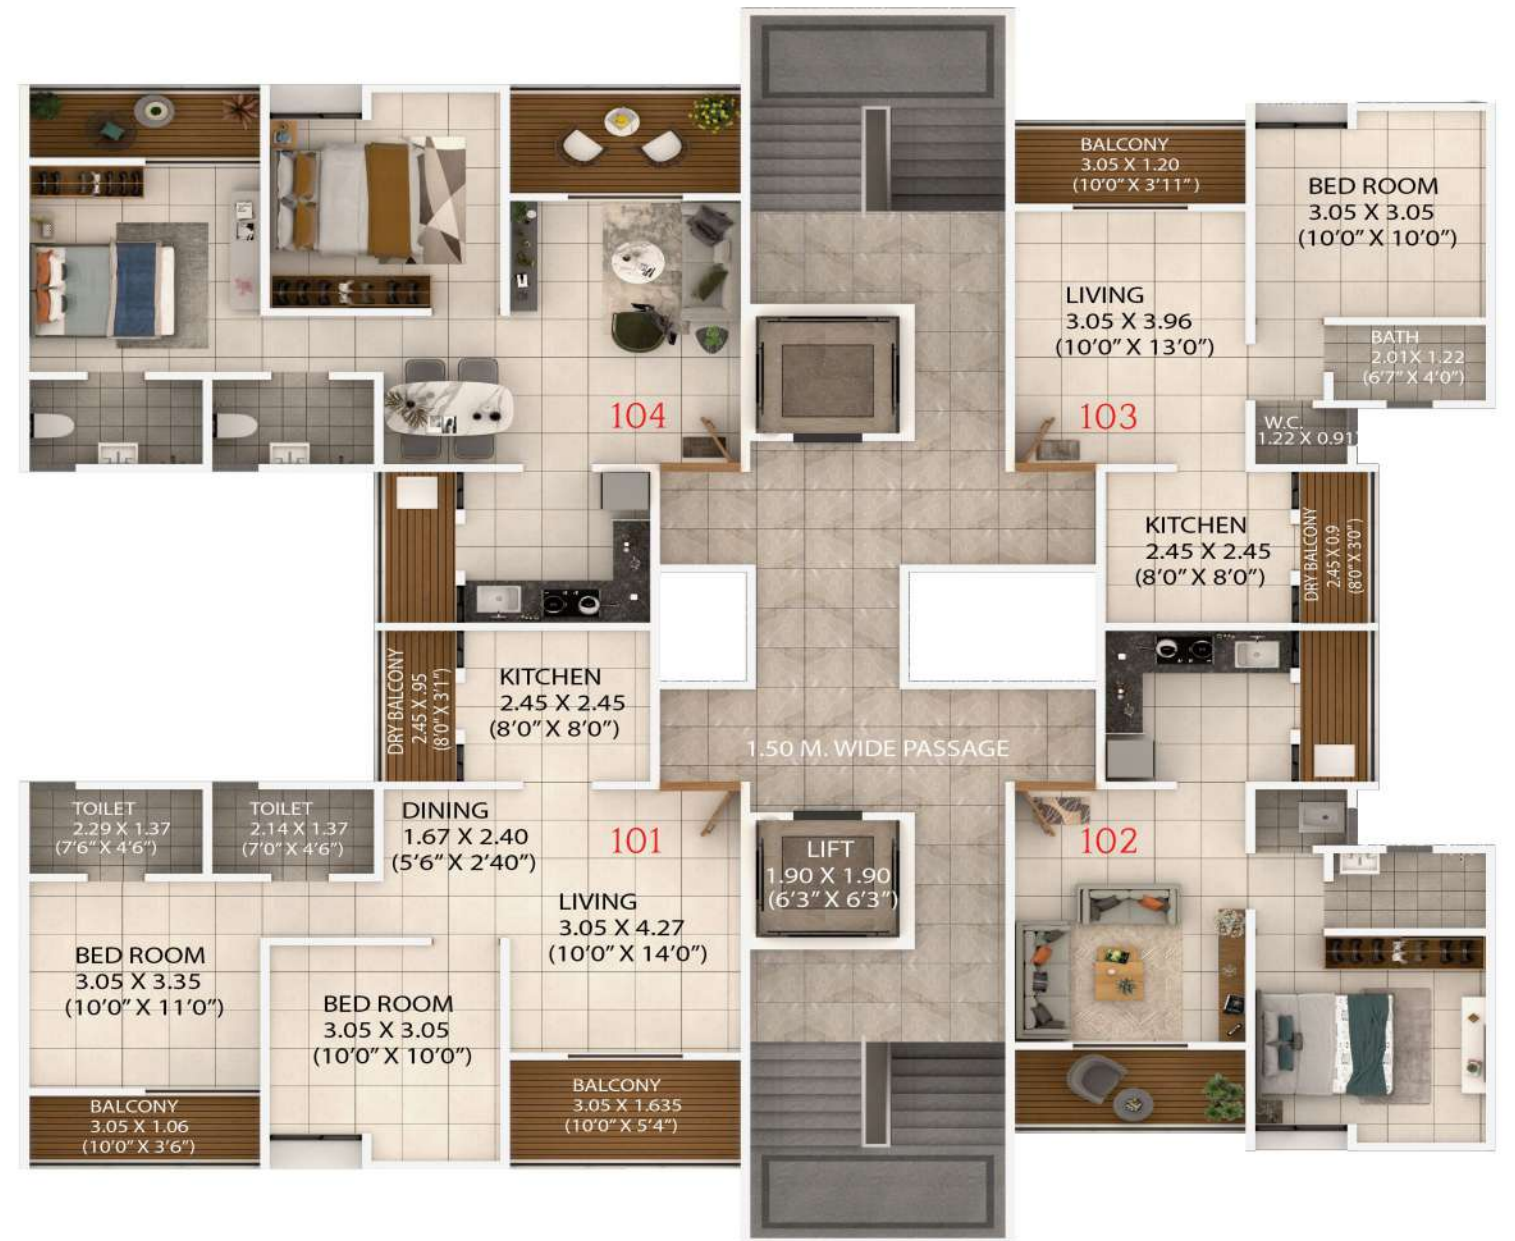 BALCONY
3.05 X 1.20
(10'0" X 3'11")
BED ROOM
3.05 X 3.05
(10'0" X 10'0")
LIVING
3.05 X 3.96
(10'0" X 13'0")
BATH
2.01X 1.22
(6'7" X 4'0")
104
103
W.C.
1.22 X 0.91
KITCHEN
2.45 X 2.45
(8'0" X 8'0")
DRY BALCONY
2.45 X 0.9
(8'0" X 3'0")
DRY BALCONY
2.45 X .95
(8'0" X 3'1")
KITCHEN
2.45 X 2.45
(8'0" X 8'0")
1.50 M. WIDE PASSAGE
TOILET
2.29 X 1.37
(7'6" X 4'6")
TOILET
2.14 X 1.37
(7'0" X 4'6")
DINING
1.67 X 2.40
(5'6" X 2'40")
101
LIFT
1.90 X 1.90
(6'3" X 6'3")
102
LIVING
3.05 X 4.27
(10'0" X 14'0")
BED ROOM
3.05 X 3.35
(10'0" X 11'0")
BED ROOM
3.05 X 3.05
(10'0" X 10'0")
BALCONY
3.05 X 1.635
(10'0" X 5'4")
BALCONY
3.05 X 1.06
(10'0" X 3'6")